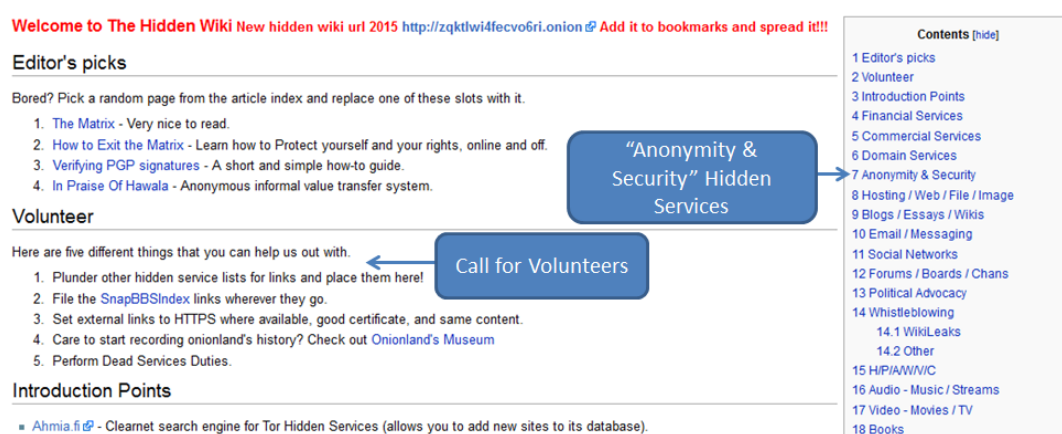 Welcome to The Hidden Wiki New hidden wiki url 2015 http://zqktlwi4fecvo6ri.onion Add it to bookmarks and spread it!!!
Editor's picks
Bored? Pick a random page from the article index and replace one of these slots with it.
1. The Matrix - Very nice to read.
2. How to Exit the Matrix - Learn how to Protect yourself and your rights, online and off.
3. Verifying PGP signatures - A short and simple how-to guide.
4. In Praise Of Hawala - Anonymous informal value transfer system.
Volunteer
Here are five different things that you can help us out with.
1. Plunder other hidden service lists for links and place them here!
2. File the SnapBBSIndex links wherever they go.
3. Set external links to HTTPS where available, good certificate, and same content.
4. Care to start recording onionland's history? Check out Onionland's Museum
5. Perform Dead Services Duties.
Introduction Points
Ahmia.fi - Clearnet search engine for Tor Hidden Services (allows you to add new sites to its database).
“Anonymity &
Security” Hidden
Services
Call for Volunteers
Contents [hide]
1 Editor's picks
2 Volunteer
3 Introduction Points
4 Financial Services
5 Commercial Services
6 Domain Services
7 Anonymity & Security
8 Hosting / Web / File / Image
9 Blogs / Essays / Wikis
10 Email / Messaging
11 Social Networks
12 Forums / Boards / Chans
13 Political Advocacy
14 Whistleblowing
14.1 WikiLeaks
14.2 Other
15 H/P/A/W/V/C
16 Audio - Music / Streams
17 Video - Movies / TV
18 Books